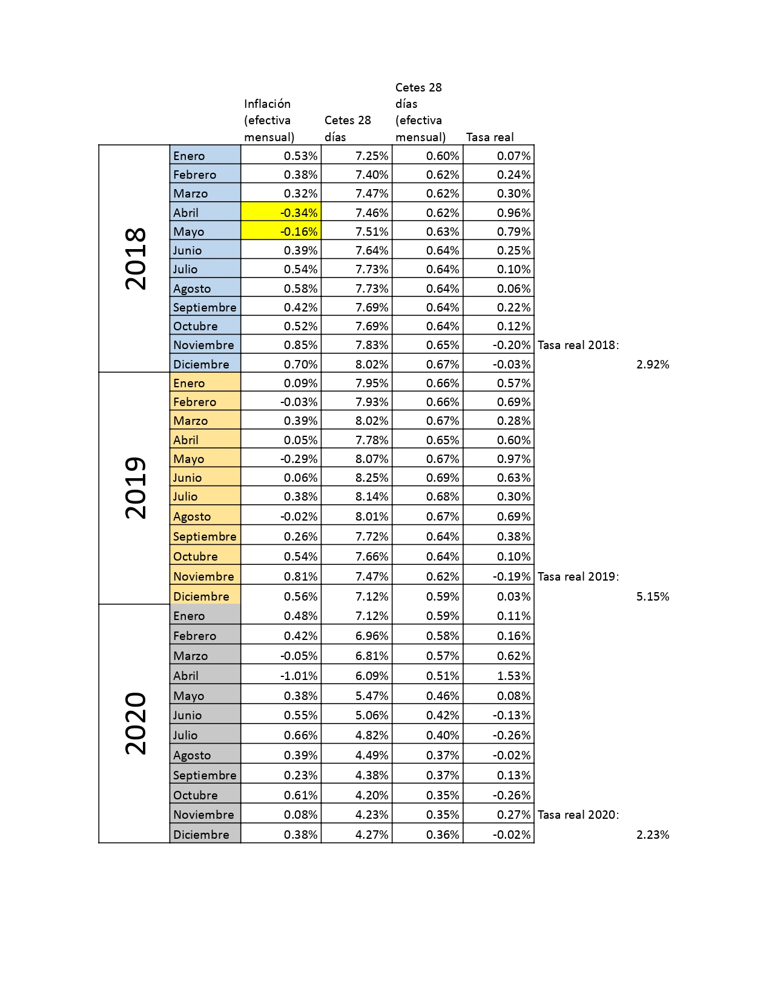 Inflación (efectiva mensual) Cetes 28 días Cetes 28 días (efectiva mensual) Tasa real
2018
Enero 0.53% 7.25% 0.60% 0.07%
Febrero 0.38% 7.40% 0.62% 0.24%
Marzo 0.32% 7.47% 0.62% 0.30%
Abril -0.34% 7.46% 0.62% 0.96%
Mayo -0.16% 7.51% 0.63% 0.79%
Junio 0.39% 7.64% 0.64% 0.25%
Julio 0.54% 7.73% 0.64% 0.10%
Agosto 0.58% 7.73% 0.64% 0.06%
Septiembre 0.42% 7.69% 0.64% 0.22%
Octubre 0.52% 7.69% 0.64% 0.12%
Noviembre 0.85% 7.83% 0.65% -0.20% Tasa real 2018:
Diciembre 0.70% 8.02% 0.67% -0.03% 2.92%
2019
Enero 0.09% 7.95% 0.66% 0.57%
Febrero -0.03% 7.93% 0.66% 0.69%
Marzo 0.39% 8.02% 0.67% 0.28%
Abril 0.05% 7.78% 0.65% 0.60%
Mayo -0.29% 8.07% 0.67% 0.97%
Junio 0.06% 8.25% 0.69% 0.63%
Julio 0.38% 8.14% 0.68% 0.30%
Agosto -0.02% 8.01% 0.67% 0.69%
Septiembre 0.26% 7.72% 0.64% 0.38%
Octubre 0.54% 7.66% 0.64% 0.10%
Noviembre 0.81% 7.47% 0.62% -0.19% Tasa real 2019:
Diciembre 0.56% 7.12% 0.59% 0.03% 5.15%
2020
Enero 0.48% 7.12% 0.59% 0.11%
Febrero 0.42% 6.96% 0.58% 0.16%
Marzo -0.05% 6.81% 0.57% 0.62%
Abril -1.01% 6.09% 0.51% 1.53%
Mayo 0.38% 5.47% 0.46% 0.08%
Junio 0.55% 5.06% 0.42% -0.13%
Julio 0.66% 4.82% 0.40% -0.26%
Agosto 0.39% 4.49% 0.37% -0.02%
Septiembre 0.23% 4.38% 0.37% 0.13%
Octubre 0.61% 4.20% 0.35% -0.26%
Noviembre 0.08% 4.23% 0.35% 0.27% Tasa real 2020:
Diciembre 0.38% 4.27% 0.36% -0.02% 2.23%